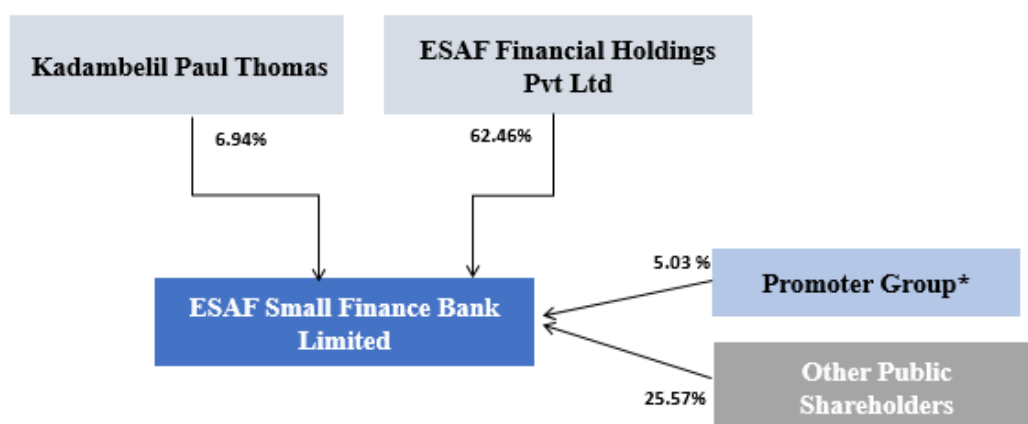 Kadambelil Paul Thomas
ESAF Financial Holdings
Pvt Ltd
6.94%
62.46%
5.03 %
Promoter Group*
ESAF Small Finance Bank
Limited
25.57%
Other Public
Shareholders